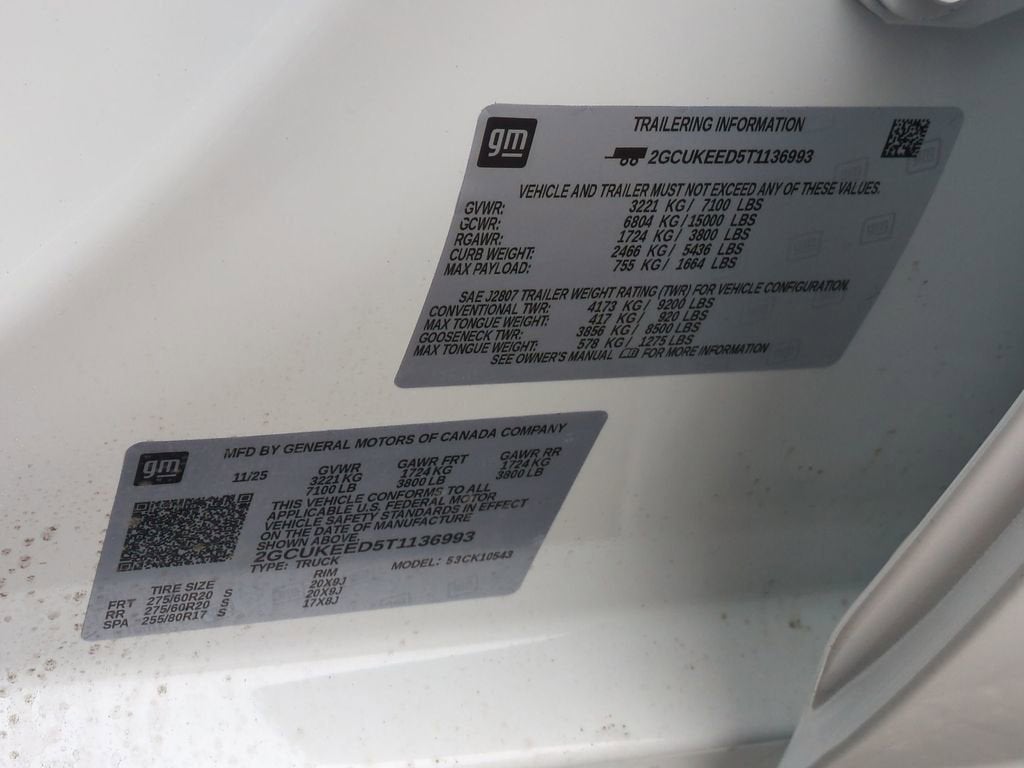 gm
TRAILERING INFORMATION
2GCUKEED5T1136993
VEHICLE AND TRAILER MUST NOT EXCEED ANY OF THESE VALUES.
GVWR: 3221 KG/ 7100 LBS
GCWR: 6804 KG/ 15000 LBS
RGAWR: 1724 KG/ 3800 LBS
CURB WEIGHT: 2466 KG/ 5436 LBS
MAX PAYLOAD: 755 KG/ 1664 LBS
SAE J2807 TRAILER WEIGHT RATING (TWR) FOR VEHICLE CONFIGURATION.
CONVENTIONAL TWR: 4173 KG/ 9200 LBS
MAX TONGUE WEIGHT: 417 KG/ 920 LBS
GOOSENECK TWR: 3856 KG/ 8500 LBS
MAX TONGUE WEIGHT: 578 KG/ 1275 LBS
SEE OWNER'S MANUAL FOR MORE INFORMATION
gm
MFD BY GENERAL MOTORS OF CANADA COMPANY
11/25 GVWR GAWR FRT GAWR RR
3221 KG 1724 KG 1724 KG
7100 LB 3800 LB 3800 LB
THIS VEHICLE CONFORMS TO ALL
APPLICABLE U.S. FEDERAL MOTOR
VEHICLE SAFETY STANDARDS IN EFFECT
ON THE DATE OF MANUFACTURE
SHOWN ABOVE.
2GCUKEED5T1136993
TYPE: TRUCK MODEL: 53CK10543
TIRE SIZE RIM
FRT 275/60R20 S 20X9J
RR 275/60R20 S 20X9J
SPA 255/80R17 S 17X8J